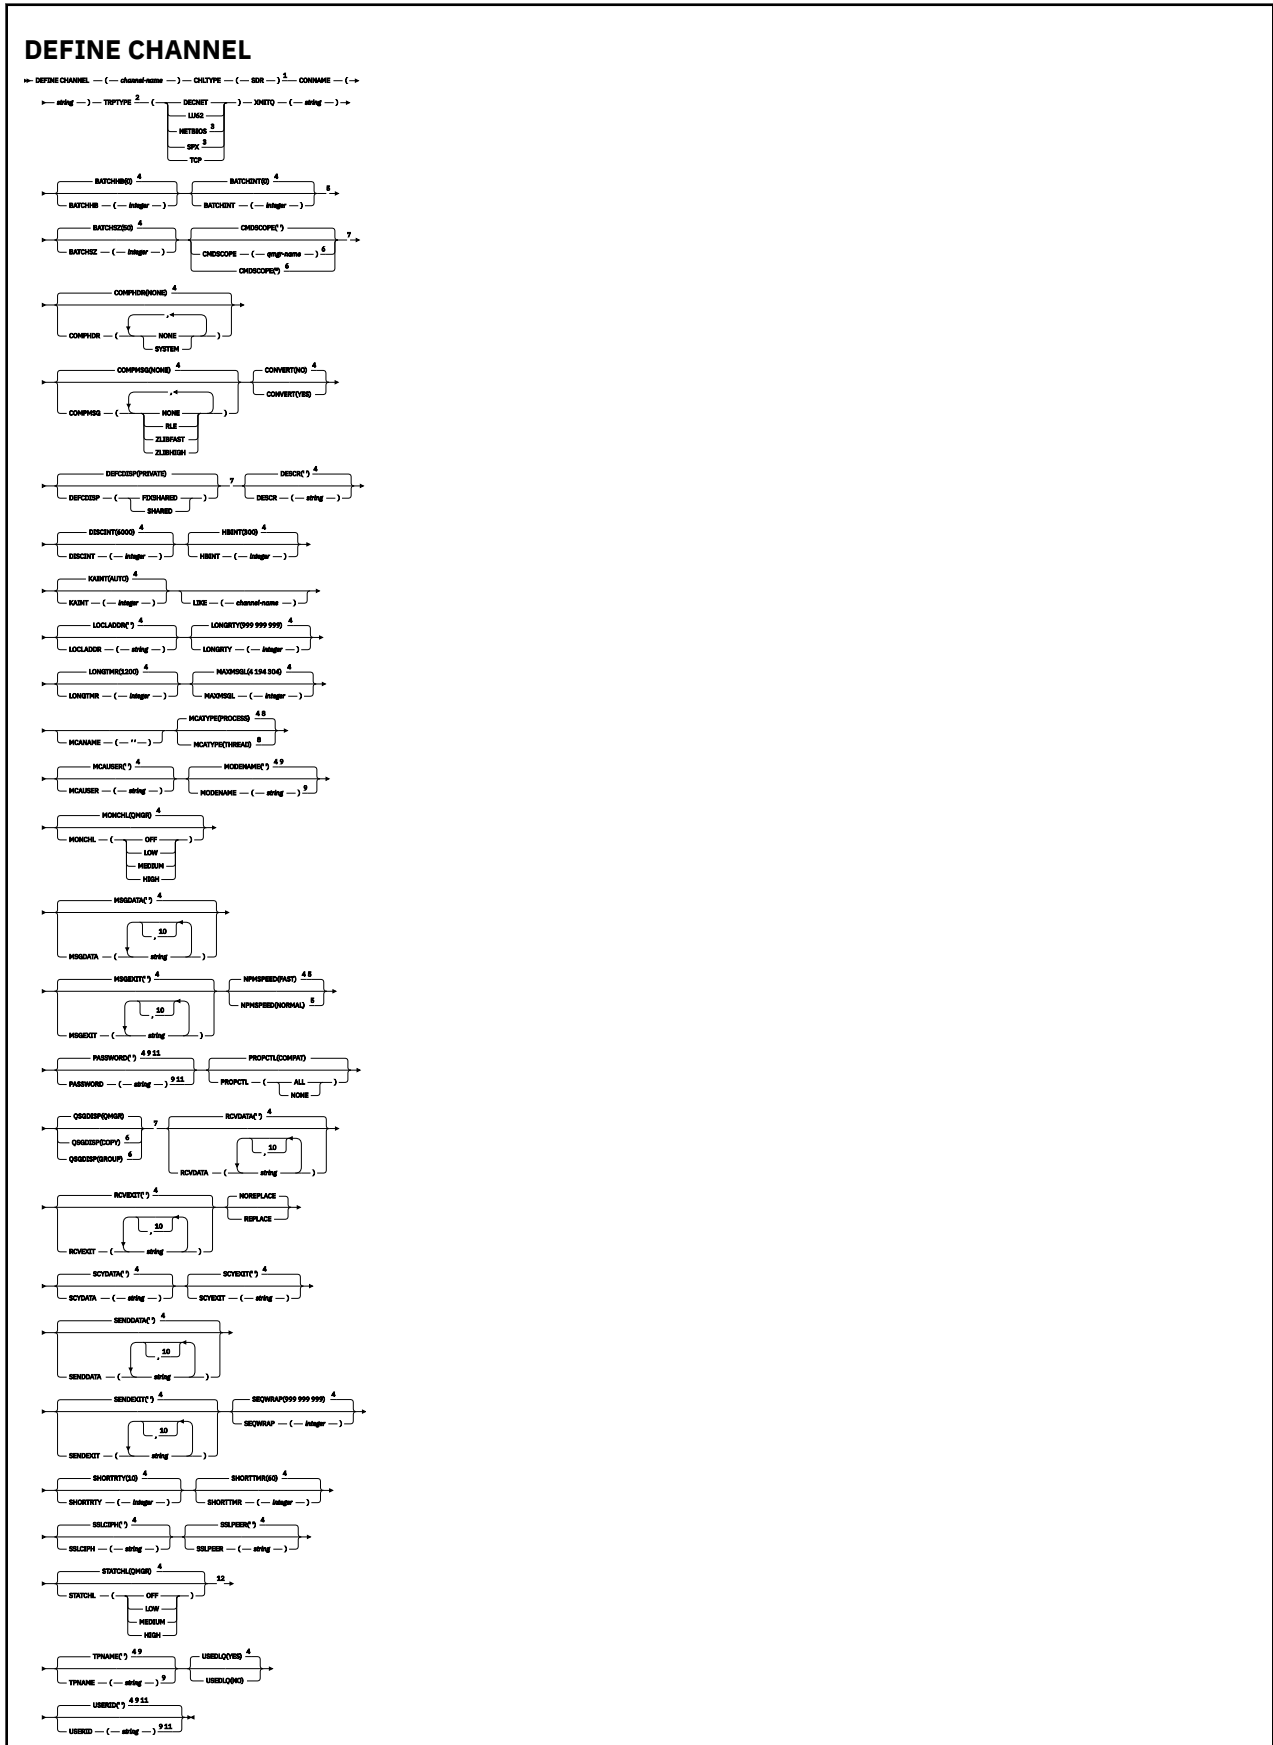 DEFINE CHANNEL
DEFINE CHANNEL ( channel-name ) CHLTYPE ( SDR ) 1 CONNAME (
string ) TRPTYPE 2 ( DECNET ) XMITQ ( string )
LU62
NETBIOS 3
SPX 3
TCP
BATCHHB(0) 4 BATCHINT(0) 4
BATCHHB ( integer ) BATCHINT ( integer ) 5
BATCHSZ(50) 4 CMDSCOPE(' ')
BATCHSZ ( integer ) CMDSCOPE ( qmgr-name ) 6 7
CMDSCOPE(*) 6
COMPHDR(NONE) 4
,
COMPHDR ( NONE )
SYSTEM
COMPMSG(NONE) 4 CONVERT(NO) 4
CONVERT(YES)
,
COMPMSG ( NONE )
RLE
ZLIBFAST
ZLIBHIGH
DEFCDISP(PRIVATE) 7 DESCR(' ') 4
DEFCDISP ( FIXSHARED ) DESCR ( string )
SHARED
DISCINT(6000) 4 HBINT(300) 4
DISCINT ( integer ) HBINT ( integer )
KAINT(AUTO) 4
KAINT ( integer ) LIKE ( channel-name )
LOCLADDR(' ') 4 LONGRTY(999 999 999) 4
LOCLADDR ( string ) LONGRTY ( integer )
LONGTMR(1200) 4 MAXMSGL(4 194 304) 4
LONGTMR ( integer ) MAXMSGL ( integer )
MCATYPE(PROCESS) 4 8
MCANAME ( ' ' ) MCATYPE(THREAD) 8
MCAUSER(' ') 4 MODENAME(' ') 4 9
MCAUSER ( string ) MODENAME ( string ) 9
MONCHL(QMGR) 4
MONCHL ( OFF )
LOW
MEDIUM
HIGH
MSGDATA(' ') 4
, 10
MSGDATA ( string )
MSGEXIT(' ') 4 NPMSPEED(FAST) 4 5
NPMSPEED(NORMAL) 5
, 10
MSGEXIT ( string )
PASSWORD(' ') 4 9 11 PROPCTL(COMPAT)
PASSWORD ( string ) 9 11 PROPCTL ( ALL )
NONE
QSGDISP(QMGR) 7 RCVDATA(' ') 4
QSGDISP(COPY) 6
QSGDISP(GROUP) 6
, 10
RCVDATA ( string )
RCVEXIT(' ') 4 NOREPLACE
REPLACE
, 10
RCVEXIT ( string )
SCYDATA(' ') 4 SCYEXIT(' ') 4
SCYDATA ( string ) SCYEXIT ( string )
SENDDATA(' ') 4
, 10
SENDDATA ( string )
SENDEXIT(' ') 4 SEQWRAP(999 999 999) 4
SEQWRAP ( integer )
, 10
SENDEXIT ( string )
SHORTRTY(10) 4 SHORTTMR(60) 4
SHORTRTY ( integer ) SHORTTMR ( integer )
SSLCIPH(' ') 4 SSLPEER(' ') 4
SSLCIPH ( string ) SSLPEER ( string )
STATCHL(QMGR) 4 12
STATCHL ( OFF )
LOW
MEDIUM
HIGH
TPNAME(' ') 4 9 USEDLQ(YES) 4
TPNAME ( string ) 9 USEDLQ(NO)
USERID(' ') 4 9 11
USERID ( string ) 9 11